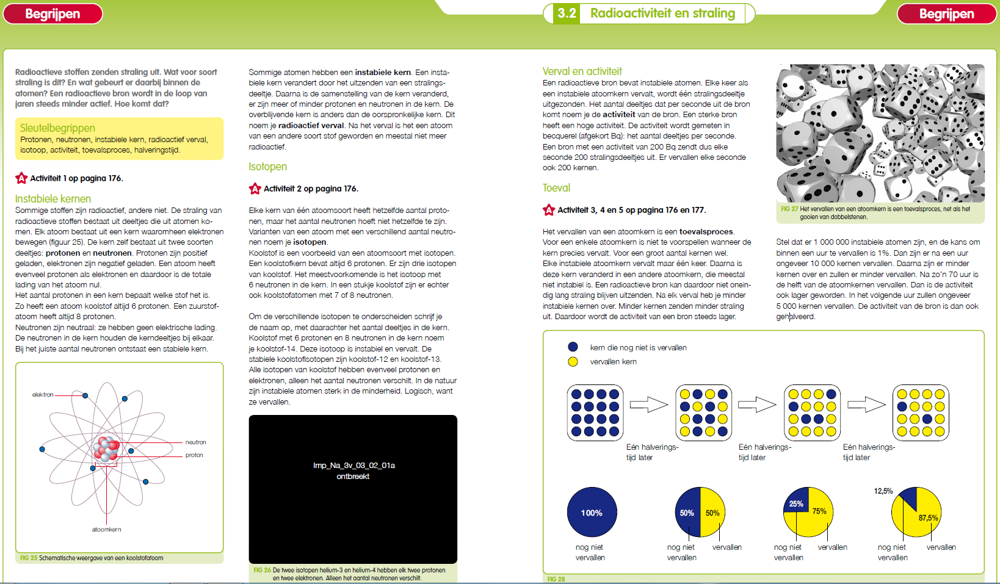 Begrijpen
3.2 Radioactiviteit en straling
Begrijpen
Radioactieve stoffen zenden straling uit. Wat voor soort
straling is dit? En wat gebeurt er daarbij binnen de
atomen? Een radioactieve bron wordt in de loop van
jaren steeds minder actief. Hoe komt dat?
Sleutelbegrippen
Protonen, neutronen, instabiele kern, radioactief verval,
isotoop, activiteit, toevalsproces, halveringstijd.
A Activiteit 1 op pagina 176.
Instabiele kernen
Sommige stoffen zijn radioactief, andere niet. De straling van
radioactieve stoffen bestaat uit deeltjes die uit atomen ko-
men. Elk atoom bestaat uit een kern waaromheen elektronen
bewegen (figuur 25). De kern zelf bestaat uit twee soorten
deeltjes: protonen en neutronen. Protonen zijn positief
geladen, elektronen zijn negatief geladen. Een atoom heeft
evenveel protonen als elektronen en daardoor is de totale
lading van het atoom nul.
Het aantal protonen in een kern bepaalt welke stof het is.
Zo heeft een atoom koolstof altijd 6 protonen. Een zuurstof-
atoom heeft altijd 8 protonen.
Neutronen zijn neutraal: ze hebben geen elektrische lading.
De neutronen in de kern houden de kerndeeltjes bij elkaar.
Bij het juiste aantal neutronen ontstaat een stabiele kern.
elektron
neutron
proton
atoomkern
FIG 25 Schematische weergave van een koolstofatoom
Sommige atomen hebben een instabiele kern. Een insta-
biele kern verandert door het uitzenden van een stralings-
deeltje. Daarna is de samenstelling van de kern veranderd,
er zijn meer of minder protonen en neutronen in de kern. De
overblijvende kern is anders dan de oorspronkelijke kern. Dit
noem je radioactief verval. Na het verval is het een atoom
van een andere soort stof geworden en meestal niet meer
radioactief.
Isotopen
A Activiteit 2 op pagina 176.
Elke kern van één atoomsoort heeft hetzelfde aantal proto-
nen, maar het aantal neutronen hoeft niet hetzelfde te zijn.
Varianten van een atoom met een verschillend aantal neutro-
nen noem je isotopen.
Koolstof is een voorbeeld van een atoomsoort met isotopen.
Een koolstofkern bevat altijd 6 protonen. Er zijn drie isotopen
van koolstof. Het meestvoorkomende is het isotoop met
6 neutronen in de kern. In een stukje koolstof zijn er echter
ook koolstofatomen met 7 of 8 neutronen.
Om de verschillende isotopen te onderscheiden schrijf je
de naam op, met daarachter het aantal deeltjes in de kern.
Koolstof met 6 protonen en 8 neutronen in de kern noem
je koolstof-14. Deze isotoop is instabiel en vervalt. De
stabiele koolstofisotopen zijn koolstof-12 en koolstof-13.
Alle isotopen van koolstof hebben evenveel protonen en
elektronen, alleen het aantal neutronen verschilt. In de natuur
zijn instabiele atomen sterk in de minderheid. Logisch, want
ze vervallen.
Imp_Na_3v_03_02_01a
ontbreekt
FIG 26 De twee isotopen helium-3 en helium-4 hebben elk twee protonen
en twee elektronen. Alleen het aantal neutronen verschilt.
Verval en activiteit
Een radioactieve bron bevat instabiele atomen. Elke keer als
een instabiele atoomkern vervalt, wordt één stralingsdeeltje
uitgezonden. Het aantal deeltjes dat per seconde uit de bron
komt noem je de activiteit van de bron. Een sterke bron
heeft een hoge activiteit. De activiteit wordt gemeten in
becquerel (afgekort Bq): het aantal deeltjes per seconde.
Een bron met een activiteit van 200 Bq zendt dus elke
seconde 200 stralingsdeeltjes uit. Er vervallen elke seconde
ook 200 kernen.
Toeval
A Activiteit 3, 4 en 5 op pagina 176 en 177.
Het vervallen van een atoomkern is een toevalsproces.
Voor een enkele atoomkern is niet te voorspellen wanneer de
kern precies vervalt. Voor een groot aantal kernen wel.
Elke instabiele atoomkern vervalt maar één keer. Daarna is
deze kern veranderd in een andere atoomkern, die meestal
niet instabiel is. Een radioactieve bron kan daardoor niet onein-
dig lang straling blijven uitzenden. Na elk verval heb je minder
instabiele kernen over. Minder kernen zenden minder straling
uit. Daardoor wordt de activiteit van een bron steeds lager.
FIG 27 Het vervallen van een atoomkern is een toevalsproces, net als het
gooien van dobbelstenen.
Stel dat er 1 000 000 instabiele atomen zijn, en de kans om
binnen een uur te vervallen is 1%. Dan zijn er na een uur
ongeveer 10 000 kernen vervallen. Daarna zijn er minder
kernen over en zullen er minder vervallen. Na zo'n 70 uur is
de helft van de atoomkernen vervallen. Dan is de activiteit
ook lager geworden. In het volgende uur zullen ongeveer
5 000 kernen vervallen. De activiteit van de bron is dan ook
gehalveerd.
kern die nog niet is vervallen
vervallen kern
Eén halverings-
tijd later
Eén halverings-
tijd later
Eén halverings-
tijd later
100%
50% 50%
25% 75%
12,5% 87,5%
nog niet
vervallen
nog niet
vervallen
vervallen
nog niet
vervallen
vervallen
nog niet
vervallen
vervallen
FIG 28